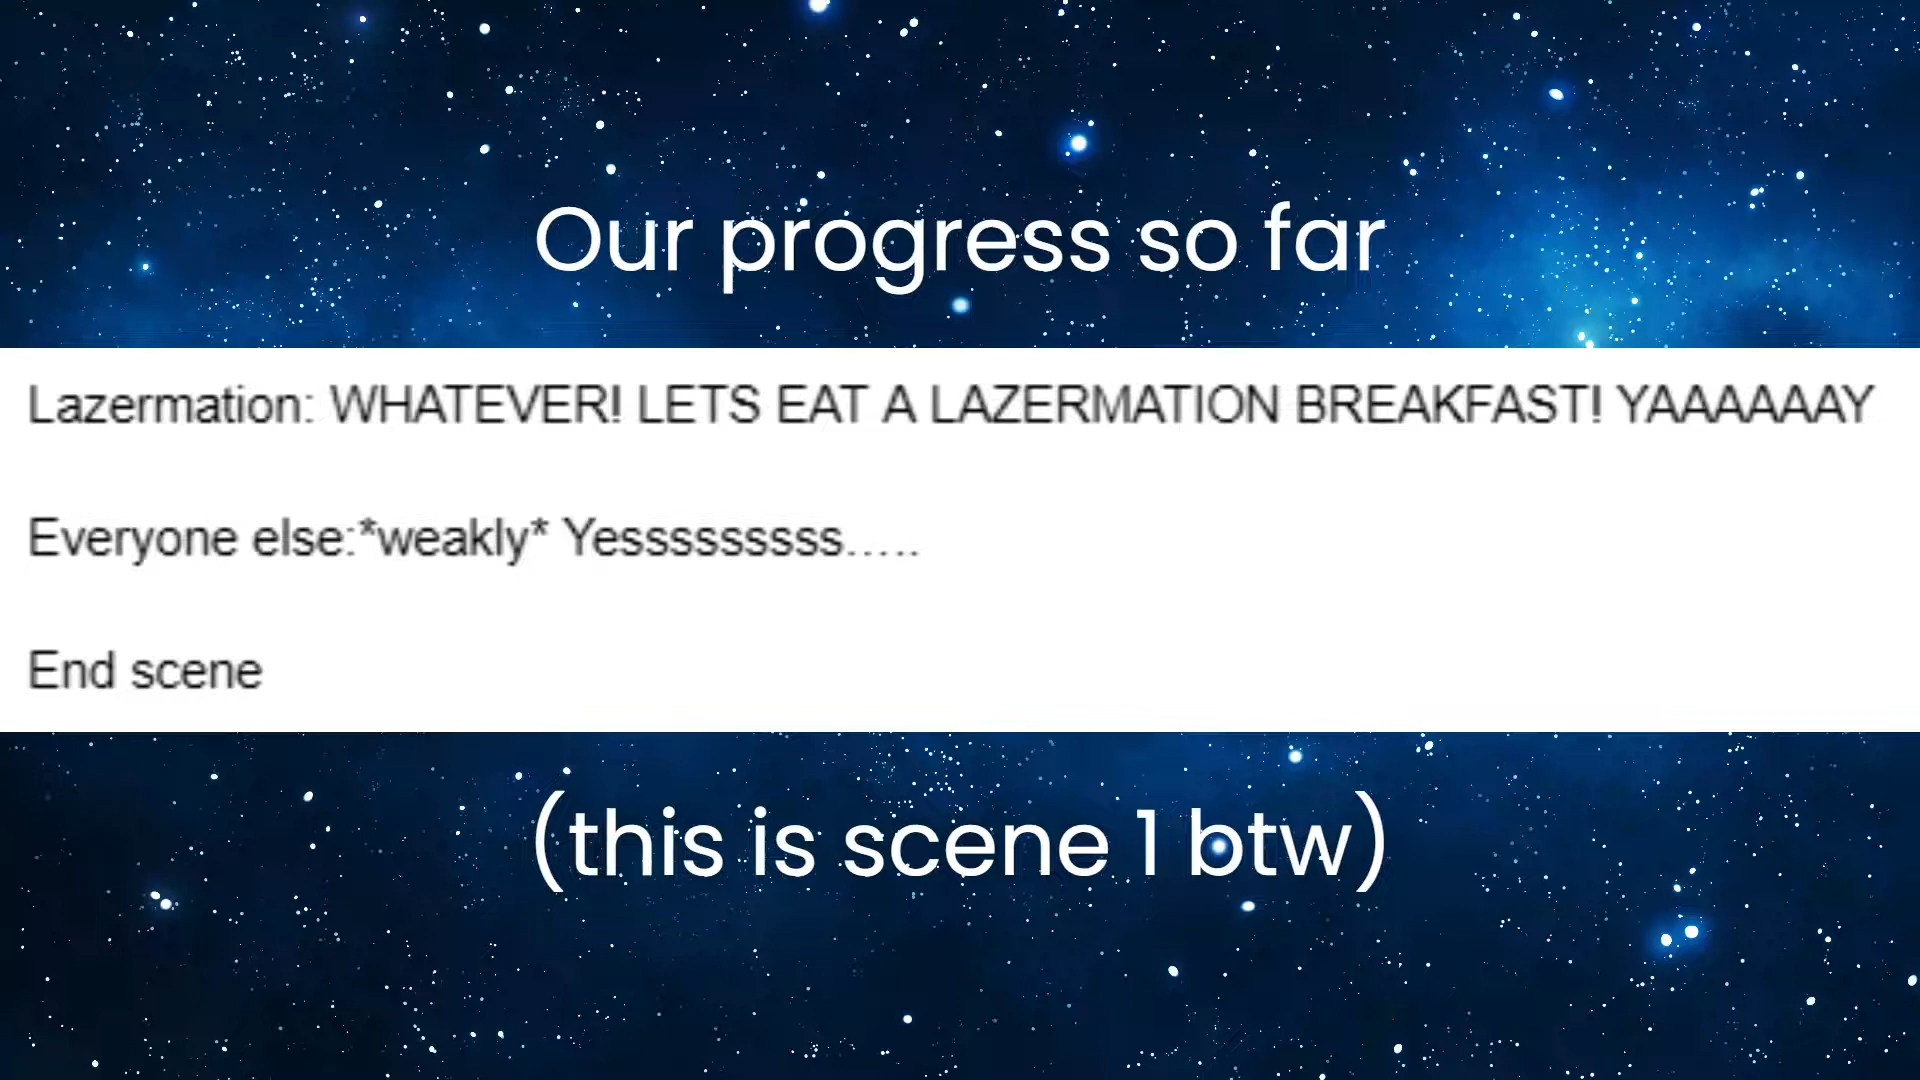 Our progress so far
Lazermation: WHATEVER! LETS EAT A LAZERMATION BREAKFAST! YAAAAAAY
Everyone else:*weakly* Yessssssssss.....
End scene
(this is scene 1 btw)